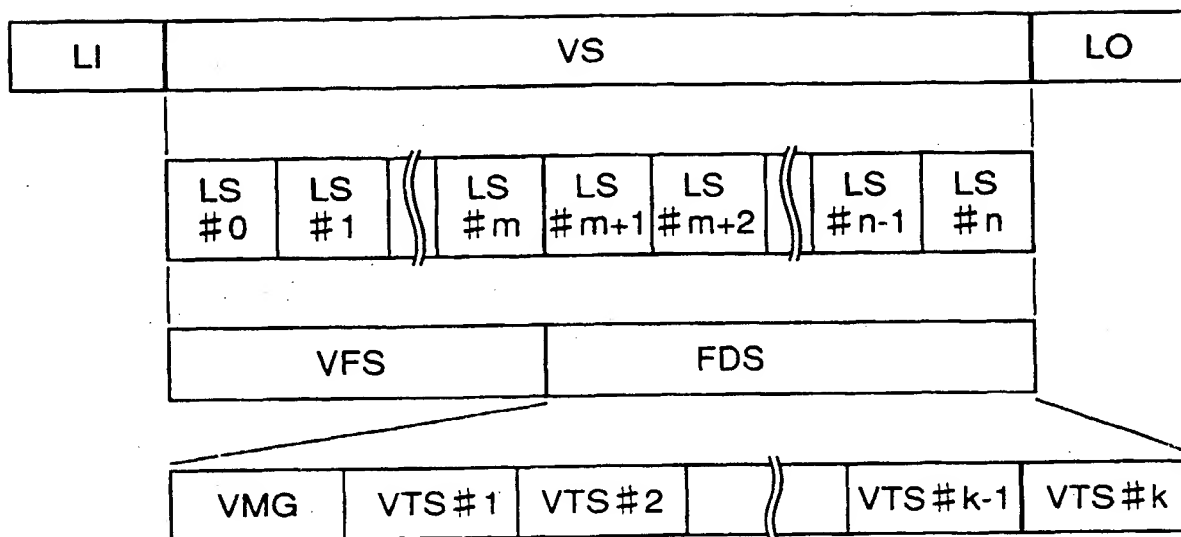 LI VS LO
LS LS LS LS LS LS LS
#0 #1 #m #m+1 #m+2 #n-1 #n
VFS FDS
VMG VTS#1 VTS#2 VTS#k-1 VTS#k